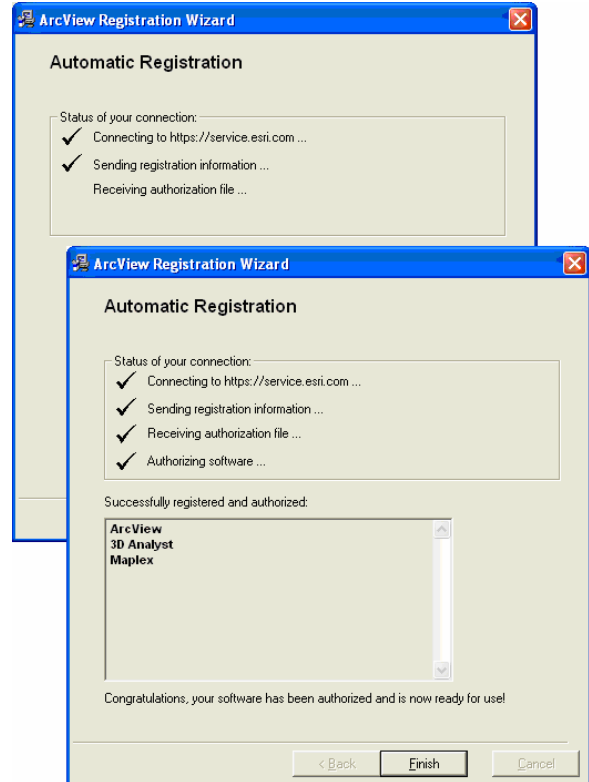 ArcView Registration Wizard
Automatic Registration
Status of your connection:
Connecting to https://service.esri.com ...
Sending registration information ...
Receiving authorization file ...
ArcView Registration Wizard
Automatic Registration
Status of your connection:
Connecting to https://service.esri.com ...
Sending registration information ...
Receiving authorization file ...
Authorizing software ...
Successfully registered and authorized:
ArcView
3D Analyst
Maplex
Congratulations, your software has been authorized and is now ready for use!
< Back Finish Cancel